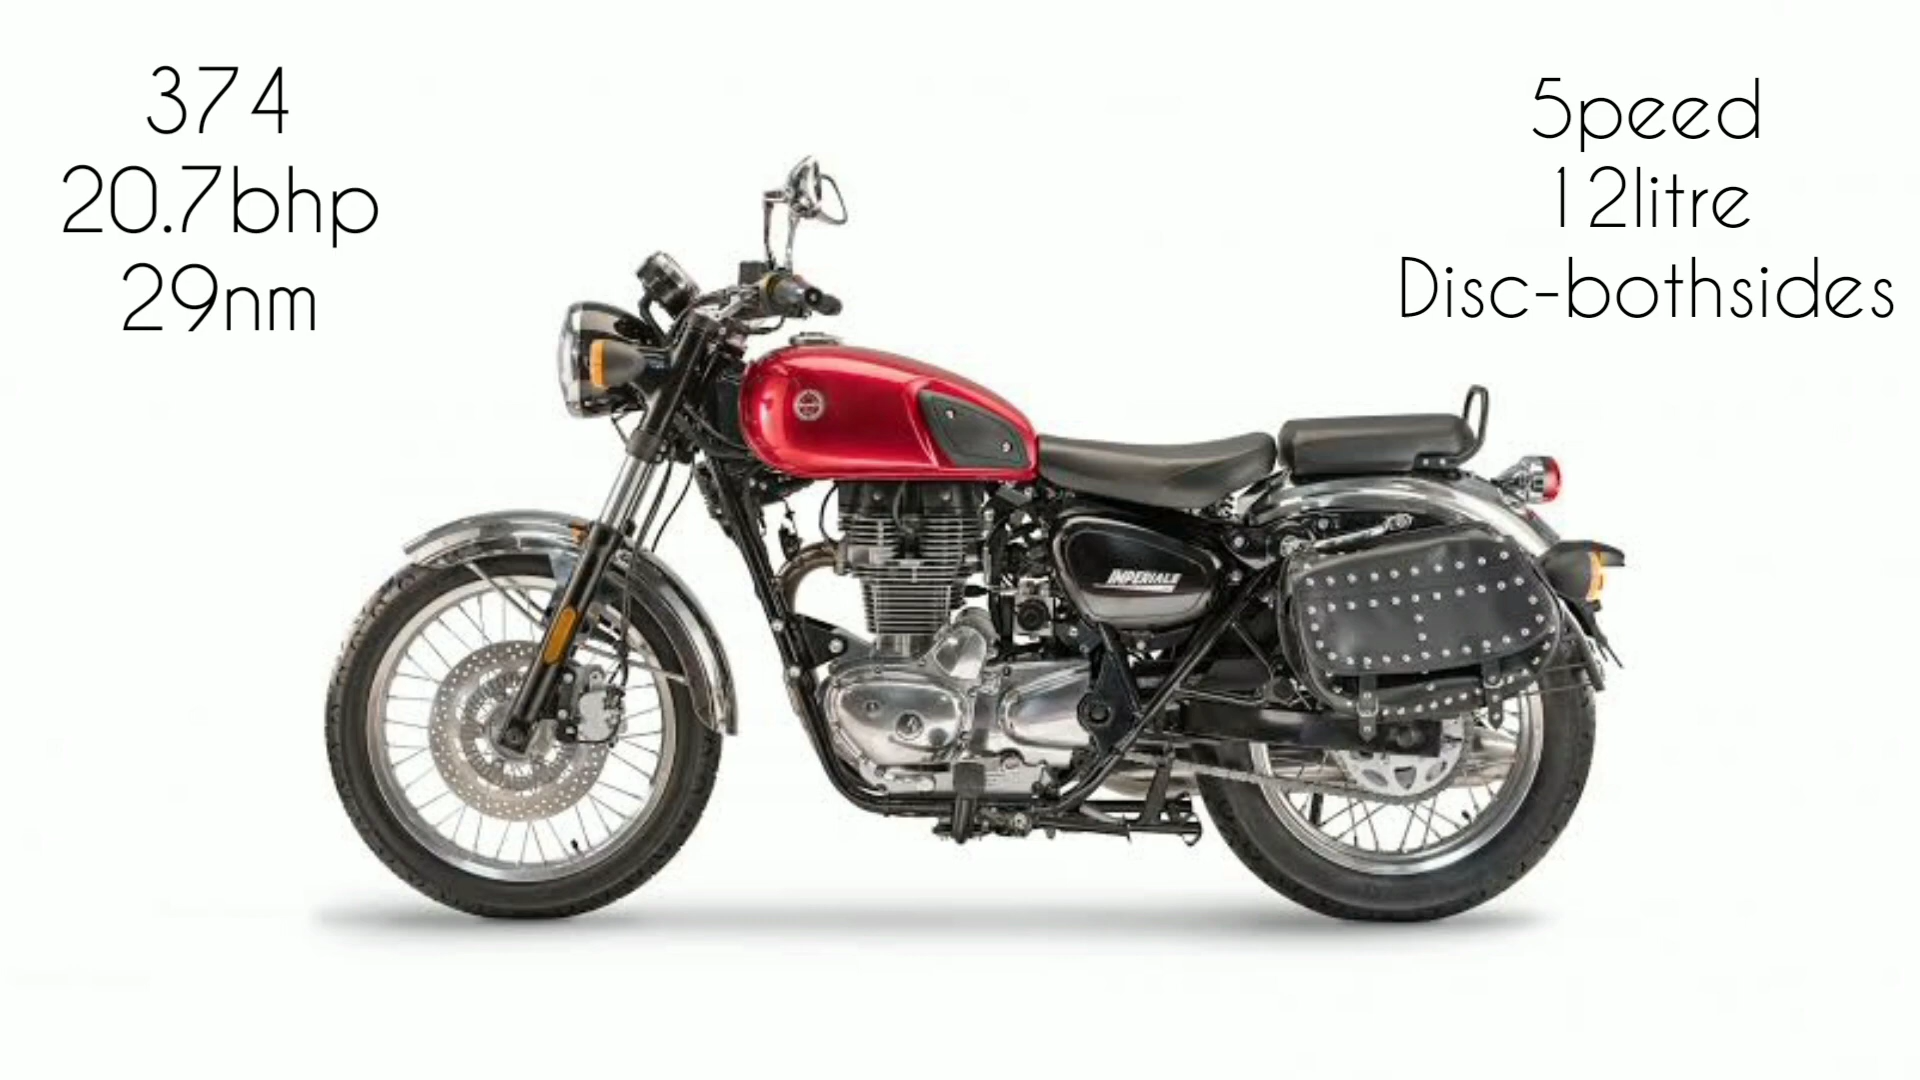 374
20.7bhp
29nm
5peed
12litre
Disc-bothsides
IMPERIALE